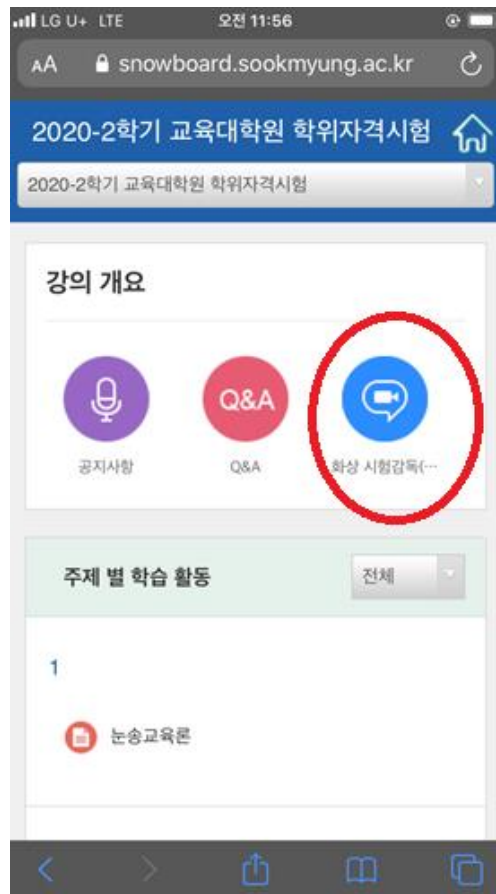 LG U+ LTE 오전 11:56
AA snowboard.sookmyung.ac.kr
2020-2학기 교육대학원 학위자격시험
2020-2학기 교육대학원 학위자격시험
강의 개요
Q&A
공지사항 Q&A 화상 시험감독(…
주제 별 학습 활동 전체
1
눈송교육론